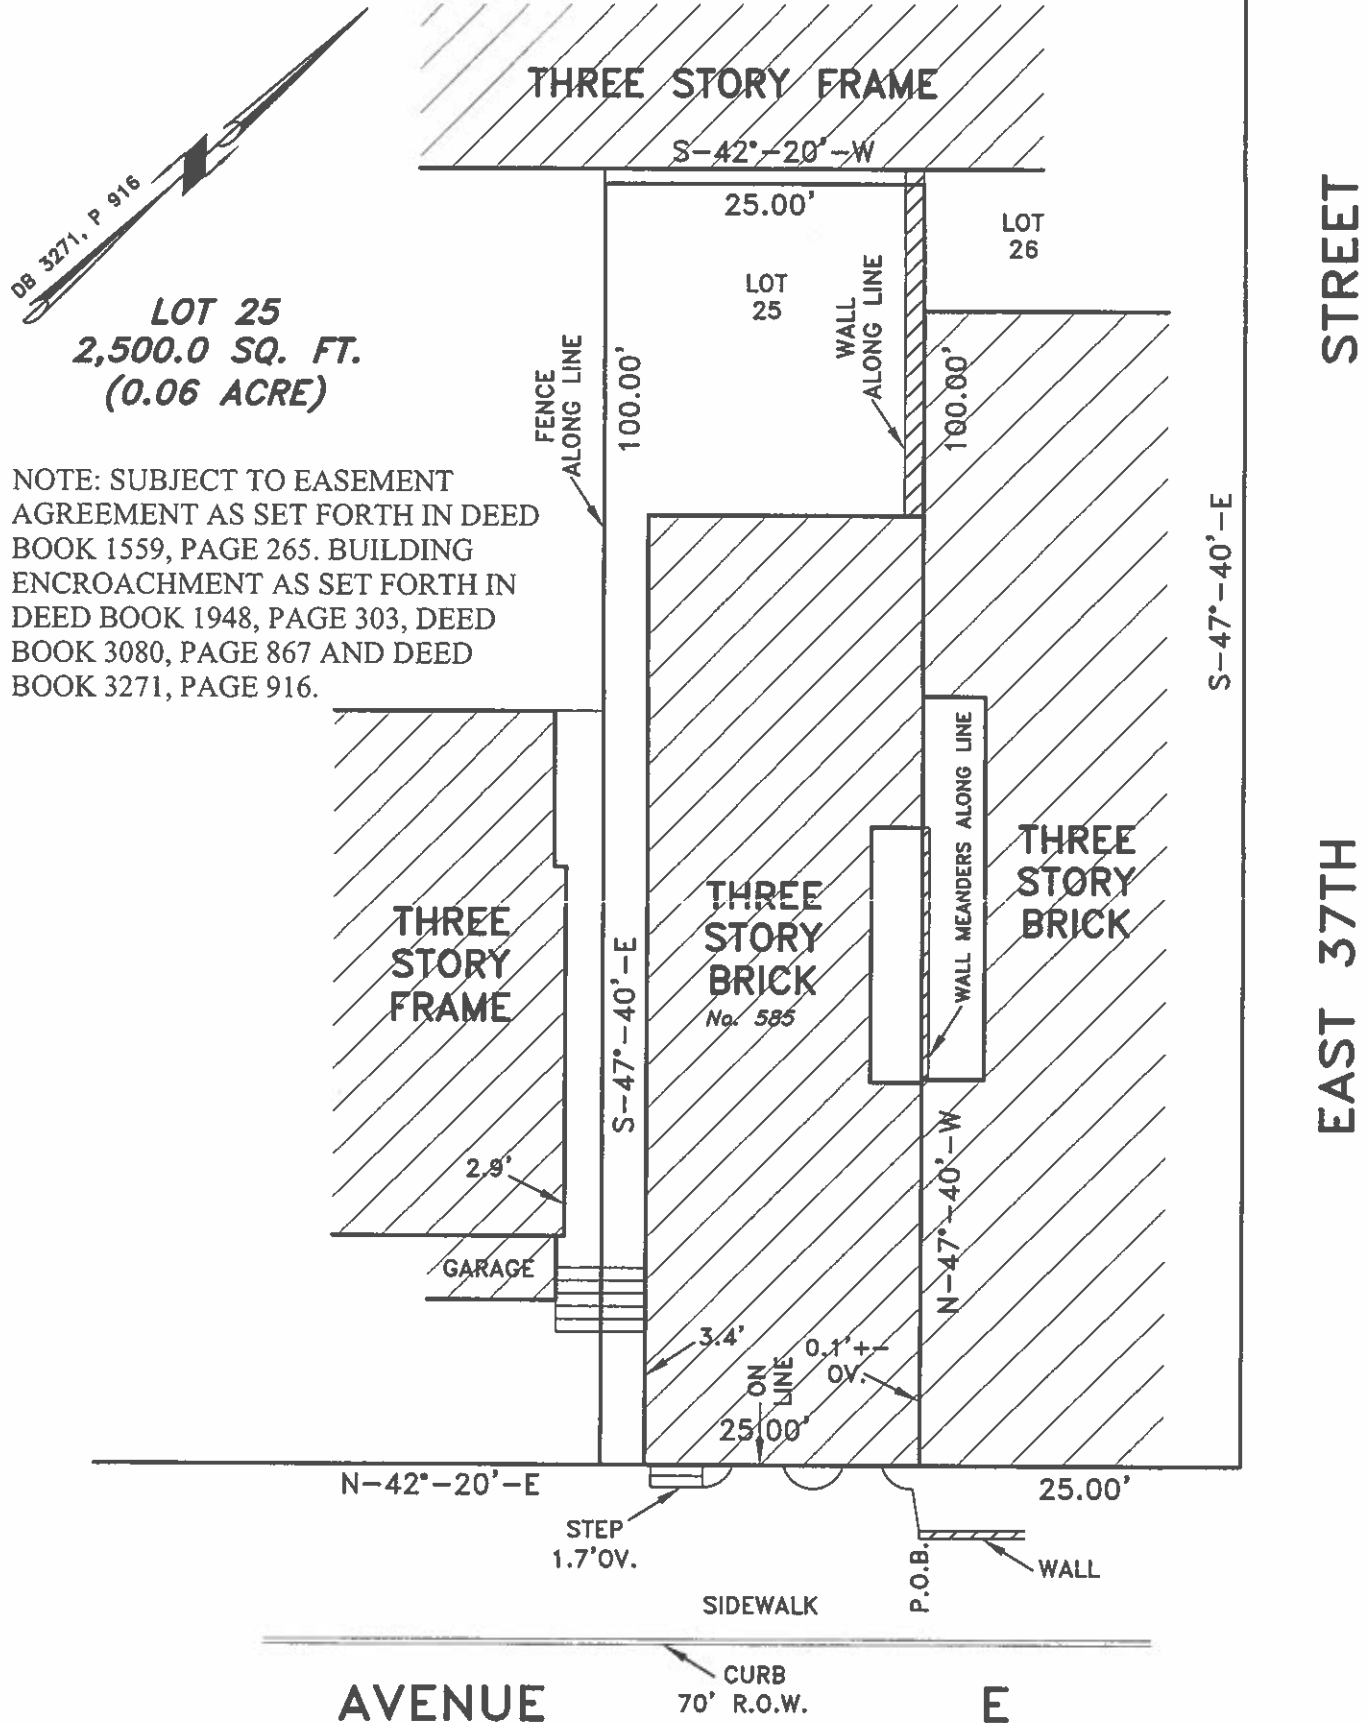 THREE STORY FRAME
S-42°-20'-W
25.00'
DB 3271, P 916
LOT 25
2,500.0 SQ. FT.
(0.06 ACRE)
LOT
25
LOT
26
FENCE
ALONG LINE
100.00'
WALL
ALONG LINE
100.00'
STREET
NOTE: SUBJECT TO EASEMENT
AGREEMENT AS SET FORTH IN DEED
BOOK 1559, PAGE 265. BUILDING
ENCROACHMENT AS SET FORTH IN
DEED BOOK 1948, PAGE 303, DEED
BOOK 3080, PAGE 867 AND DEED
BOOK 3271, PAGE 916.
S-47°-40'-E
THREE
STORY
FRAME
S-47°-40'-E
THREE
STORY
BRICK
No. 585
WALL MEANDERS ALONG LINE
THREE
STORY
BRICK
EAST 37TH
2.9'
N-47°-40'-W
GARAGE
3.4'
ON
LINE
0.1'+-
OV.
25.00'
N-42°-20'-E
25.00'
STEP
1.7'OV.
P.O.B.
WALL
SIDEWALK
CURB
70' R.O.W.
AVENUE E